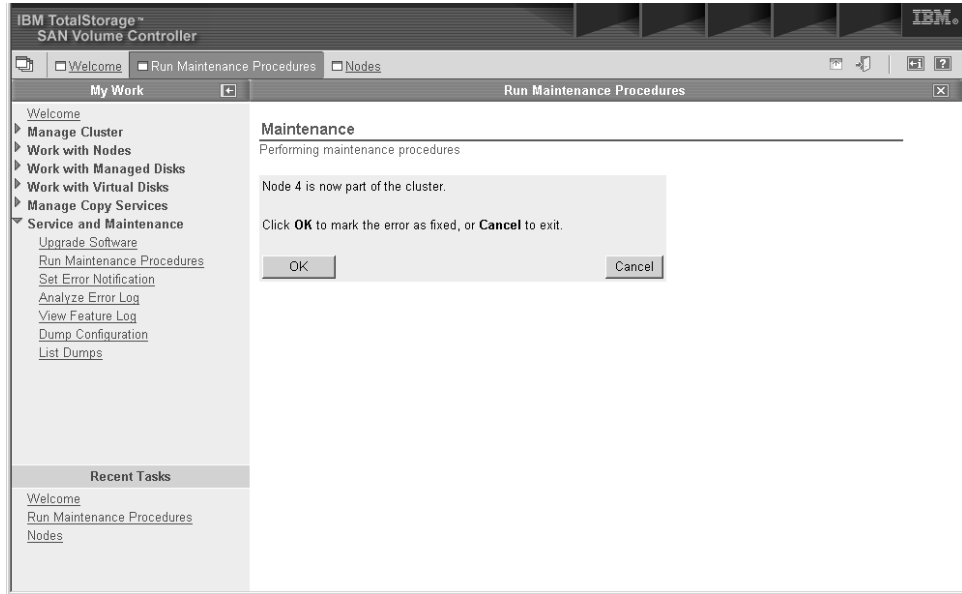 IBM TotalStorage™
SAN Volume Controller
IBM®
Welcome
Run Maintenance Procedures
Nodes
?
My Work
Run Maintenance Procedures
Welcome
Manage Cluster
Work with Nodes
Work with Managed Disks
Work with Virtual Disks
Manage Copy Services
Service and Maintenance
Upgrade Software
Run Maintenance Procedures
Set Error Notification
Analyze Error Log
View Feature Log
Dump Configuration
List Dumps
Maintenance
Performing maintenance procedures
Node 4 is now part of the cluster.
Click OK to mark the error as fixed, or Cancel to exit.
OK
Cancel
Recent Tasks
Welcome
Run Maintenance Procedures
Nodes